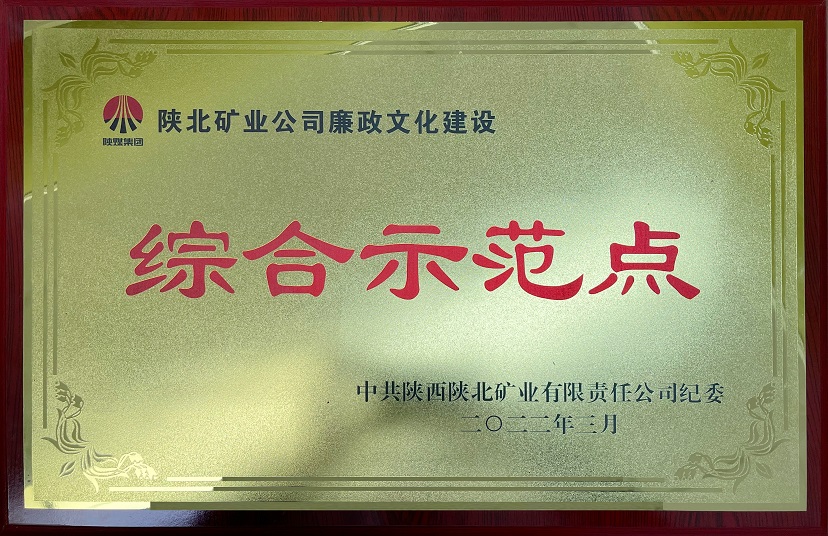 陕北矿业公司廉政文化建设
陕煤集团
综合示范点
中共陕西陕北矿业有限责任公司纪委
二〇二二年三月